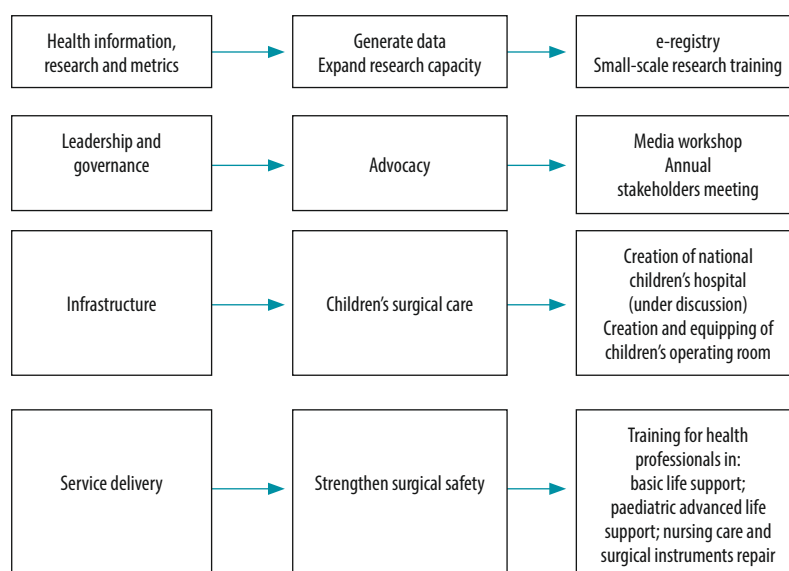 Health information,
research and metrics
Generate data
Expand research capacity
e-registry
Small-scale research training
Leadership and
governance
Advocacy
Media workshop
Annual
stakeholders meeting
Infrastructure
Children's surgical care
Creation of national
children's hospital
(under discussion)
Creation and equipping of
children's operating room
Service delivery
Strengthen surgical safety
Training for health
professionals in:
basic life support;
paediatric advanced life
support; nursing care and
surgical instruments repair